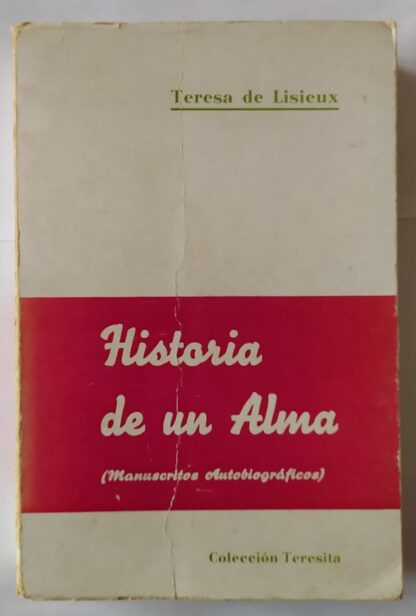 Teresa de Lisieux
Historia
de un Alma
(Manuscritos Autobiográficos)
Colección Teresita